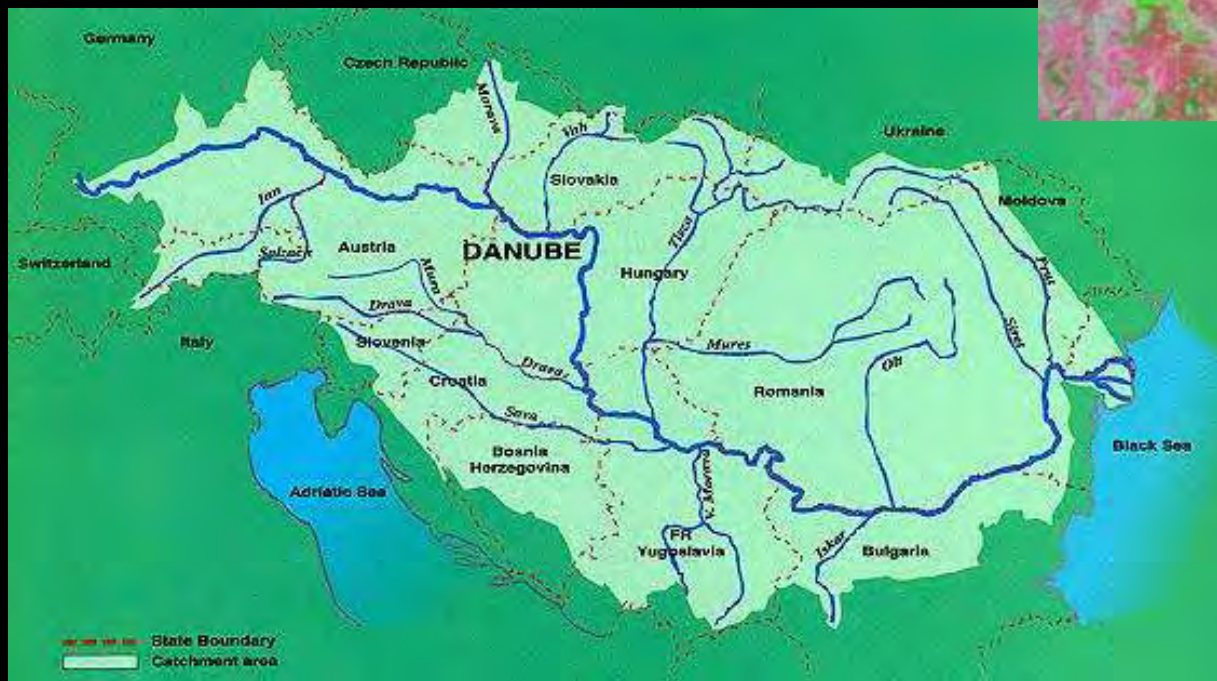 Germany
Czech Republic
Ukraine
Morava
Vah
Slovakia
Moldova
Inn
Switzerland
Salzach
Austria
DANUBE
Hungary
Tisza
Prut
Mura
Drava
Italy
Slovenia
Mures
Siret
Drava
Olt
Croatia
Romania
Sava
Black Sea
Bosnia
Herzegovina
Adriatic Sea
V. Morava
FR
Yugoslavia
Iskar
Bulgaria
State Boundary
Catchment area